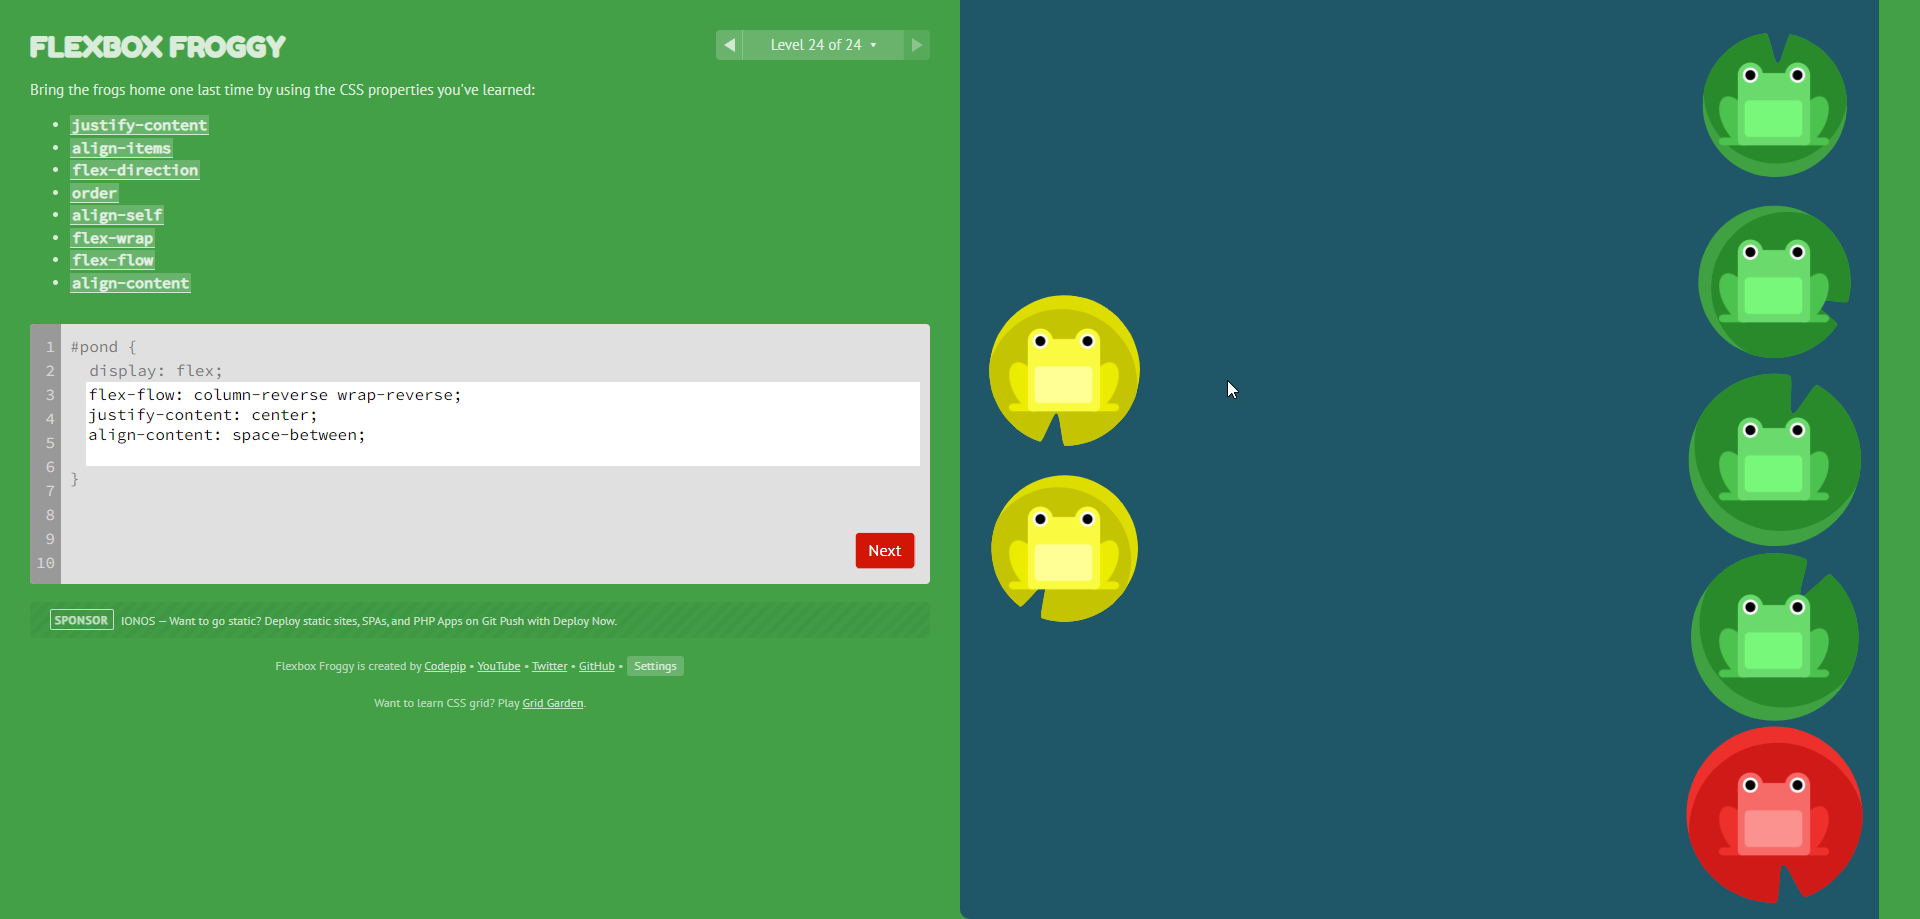 FLEXBOX FROGGY
Level 24 of 24
Bring the frogs home one last time by using the CSS properties you've learned:
justify-content
align-items
flex-direction
order
align-self
flex-wrap
flex-flow
align-content
1 #pond {
2 display: flex;
3 flex-flow: column-reverse wrap-reverse;
4 justify-content: center;
5 align-content: space-between;
6
7 }
8
9
10
Next
SPONSOR IONOS — Want to go static? Deploy static sites, SPAs, and PHP Apps on Git Push with Deploy Now.
Flexbox Froggy is created by Codepip • YouTube • Twitter • GitHub • Settings
Want to learn CSS grid? Play Grid Garden.